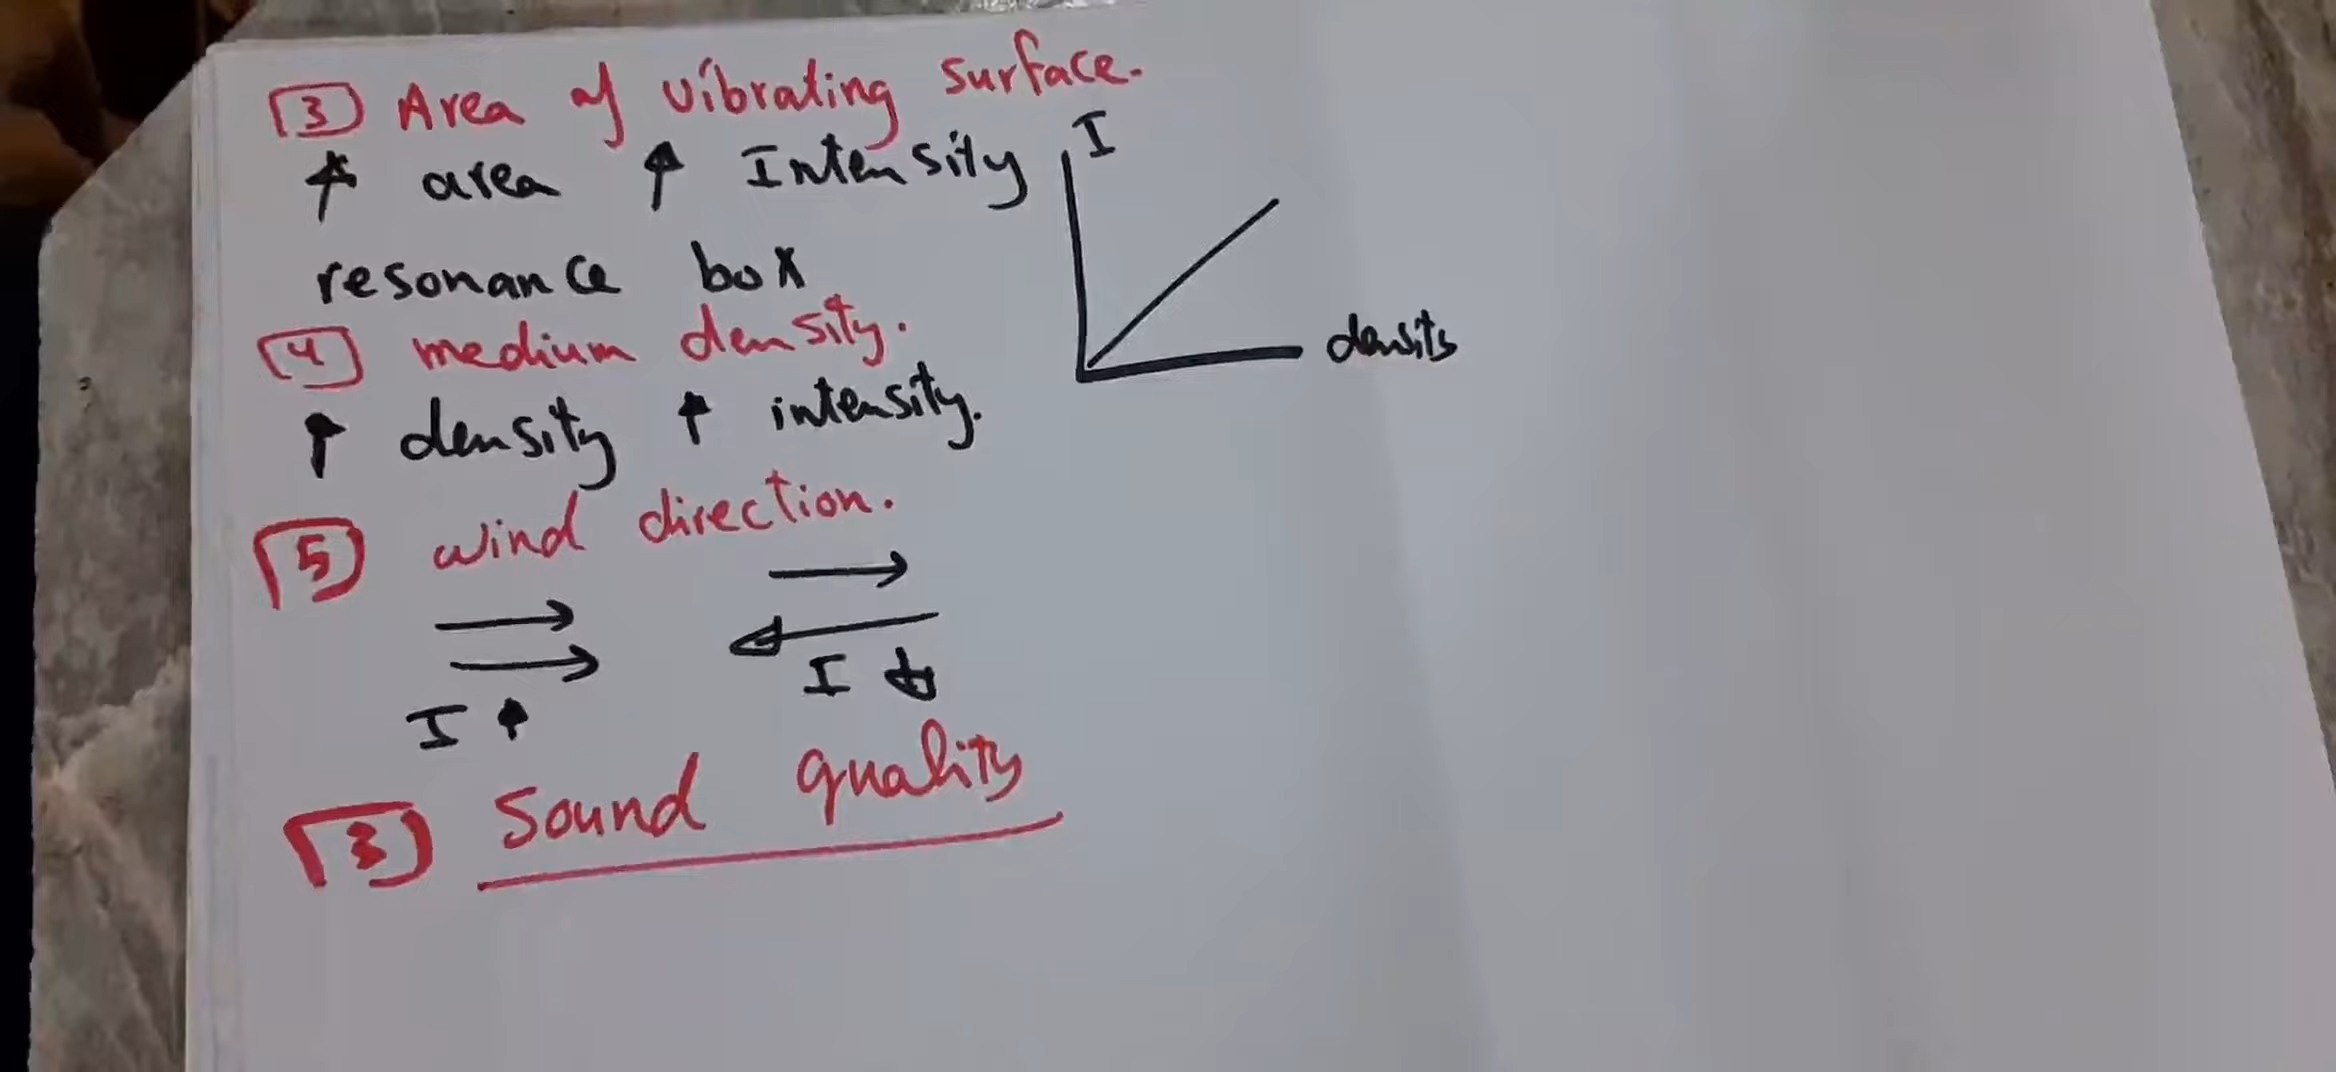 3 Area of vibrating surface.
↑ area ↑ Intensity
I
resonance box
density
4 medium density.
↑ density ↑ intensity.
5 wind direction.
I ↑
I ↓
3 Sound quality